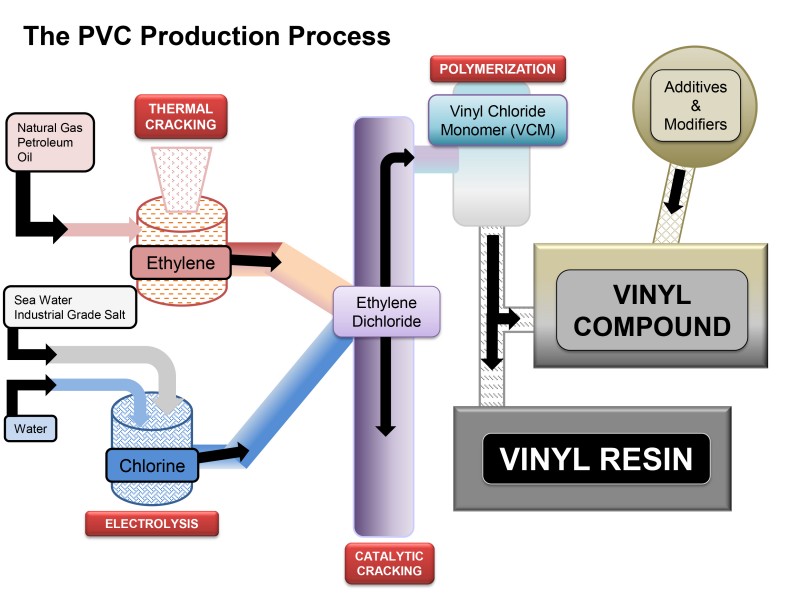 The PVC Production Process
POLYMERIZATION
Additives
&
Modifiers
THERMAL
CRACKING
Vinyl Chloride
Monomer (VCM)
Natural Gas
Petroleum
Oil
Ethylene
Sea Water
Industrial Grade Salt
Ethylene
Dichloride
VINYL
COMPOUND
Water
Chlorine
VINYL RESIN
ELECTROLYSIS
CATALYTIC
CRACKING